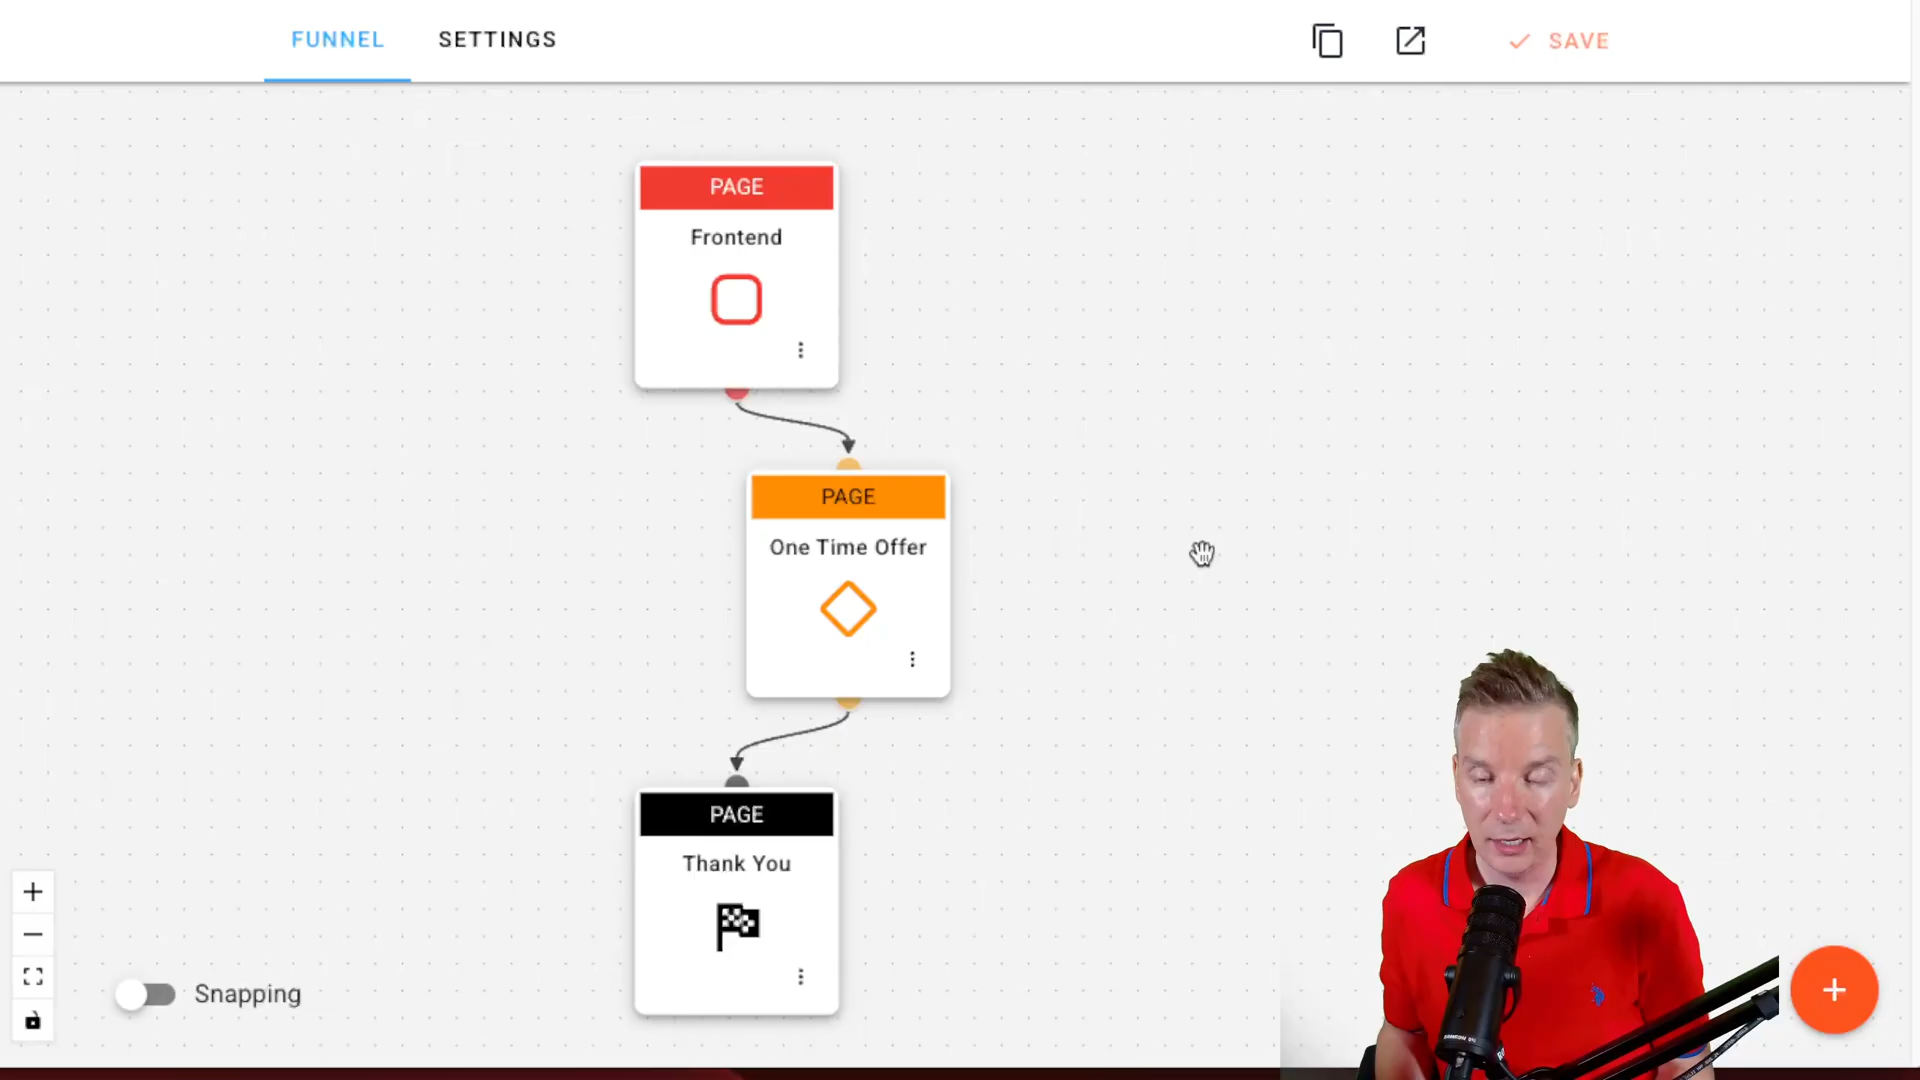 FUNNEL
SETTINGS
SAVE
PAGE
Frontend
PAGE
One Time Offer
PAGE
Thank You
Snapping